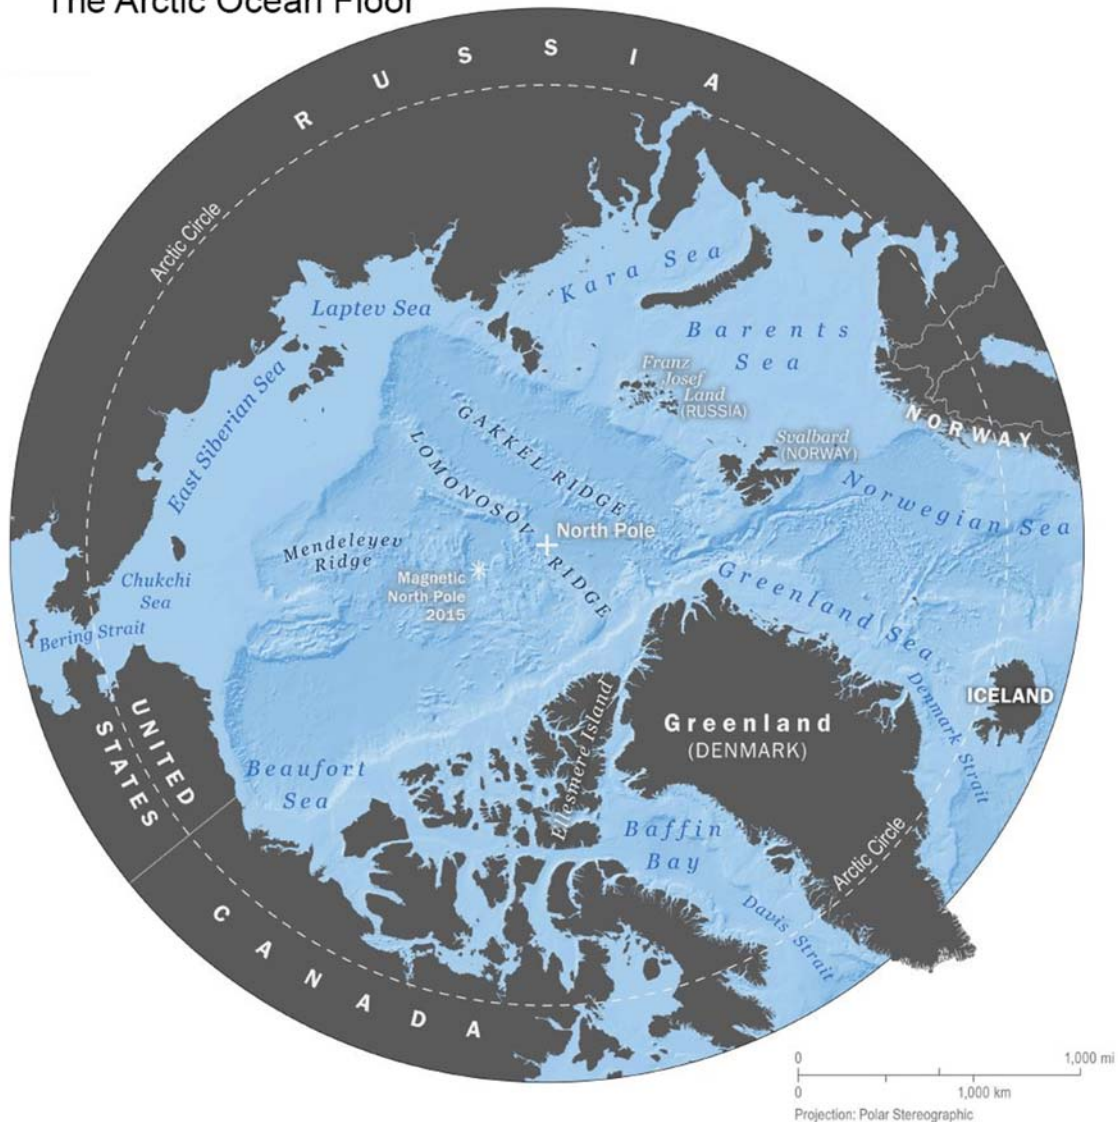 The Arctic Ocean Floor
RUSSIA
Arctic Circle
Kara Sea
Laptev Sea
Barents
Sea
East Siberian Sea
Franz
Josef
Land
(RUSSIA)
GAKKEL RIDGE
NORWAY
Svalbard
(NORWAY)
LOMONOSOV RIDGE
Norwegian Sea
North Pole
Mendeleyev
Ridge
Magnetic
North Pole
2015
Chukchi
Sea
Greenland Sea
Bering Strait
Denmark Strait
ICELAND
UNITED
STATES
Greenland
(DENMARK)
Ellesmere Island
Beaufort
Sea
Baffin
Bay
Arctic Circle
Davis Strait
CANADA
0 1,000 mi
0 1,000 km
Projection: Polar Stereographic